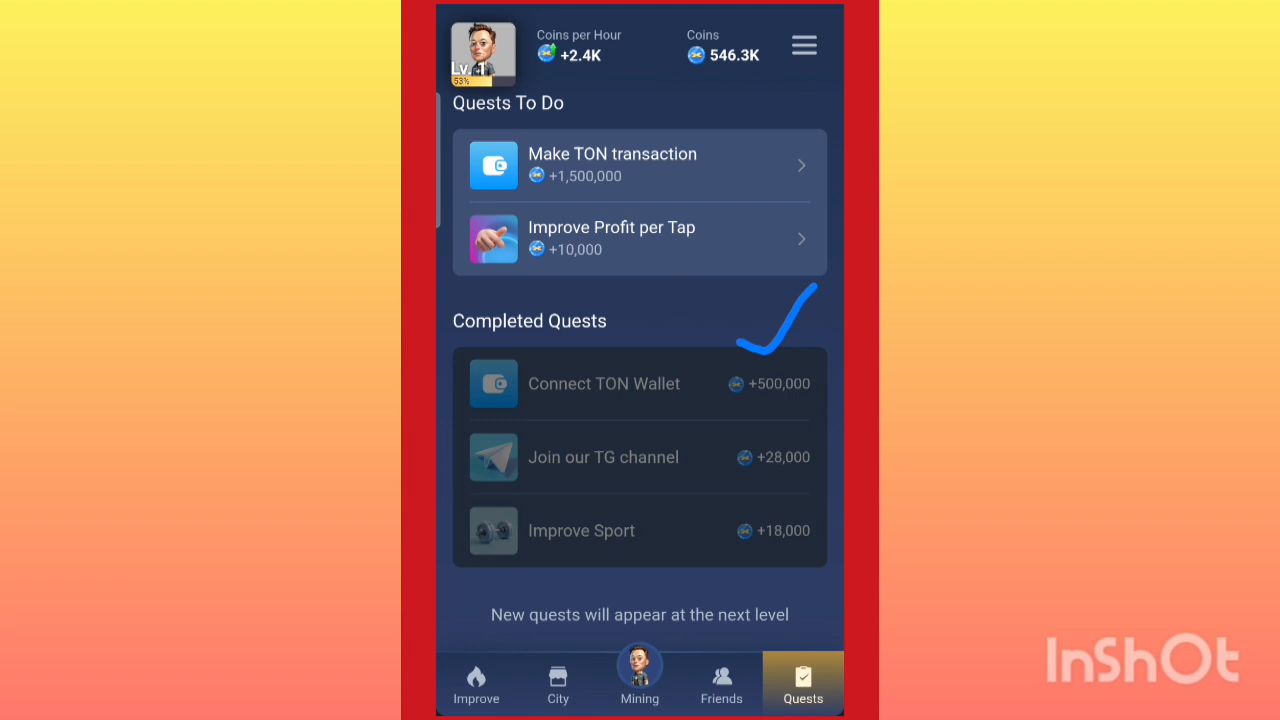 Coins per Hour
+2.4K
Coins
546.3K
Lv. 1
53%
Quests To Do
Make TON transaction
+1,500,000
Improve Profit per Tap
+10,000
Completed Quests
Connect TON Wallet +500,000
Join our TG channel +28,000
Improve Sport +18,000
New quests will appear at the next level
Improve City Mining Friends Quests
InShOt